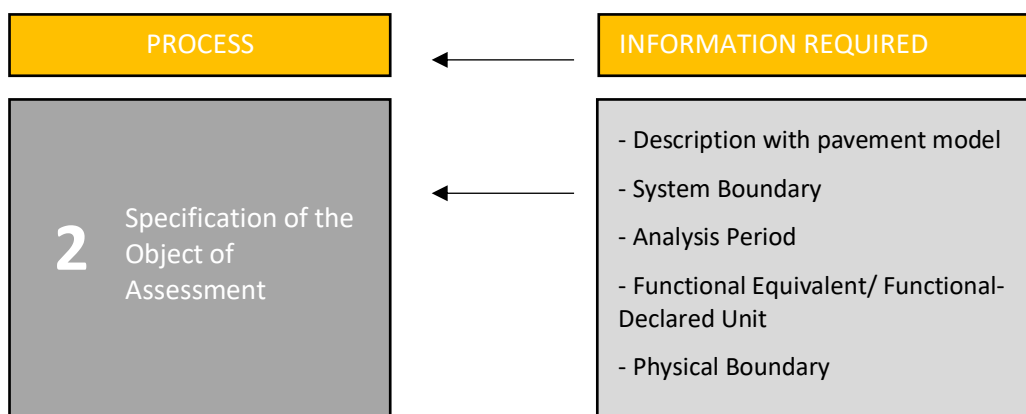 PROCESS
INFORMATION REQUIRED
2
Specification of the
Object of
Assessment
- Description with pavement model
- System Boundary
- Analysis Period
- Functional Equivalent/ Functional-
Declared Unit
- Physical Boundary